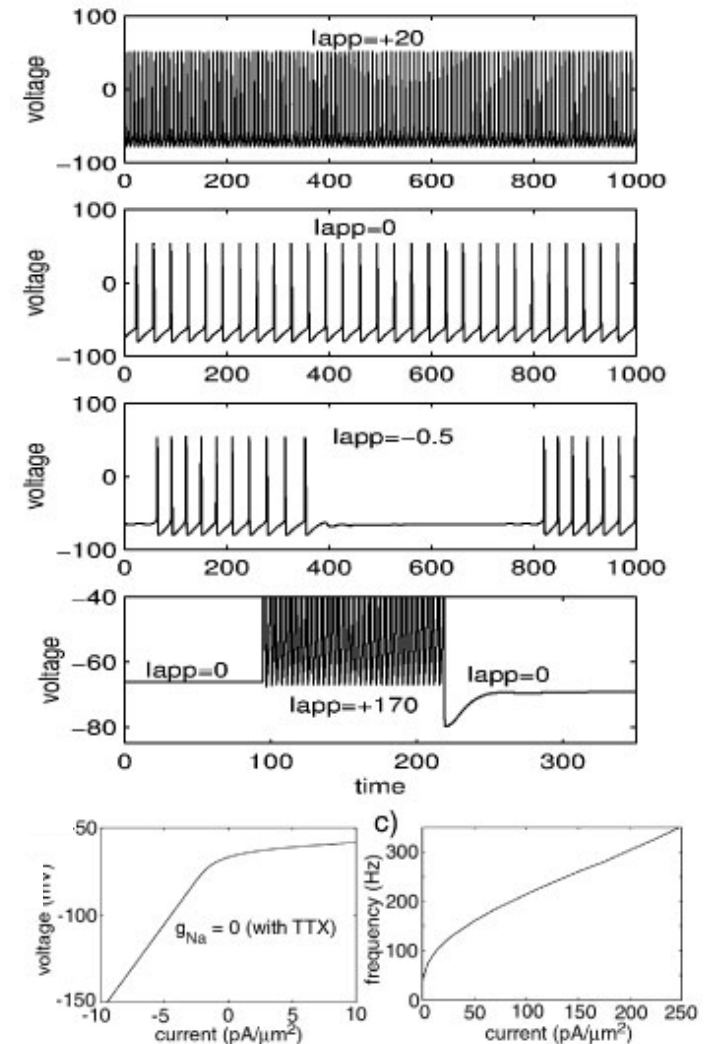 Iapp=+20
voltage
100
0
−100
0 200 400 600 800 1000
Iapp=0
voltage
100
0
−100
0 200 400 600 800 1000
Iapp=−0.5
voltage
100
0
−100
0 200 400 600 800 1000
voltage
−40
−60
−80
Iapp=0
Iapp=+170
Iapp=0
0 100 200 300
time
voltage
-50
-100
-150
g_Na = 0 (with TTX)
-10 -5 0 5 10
current (pA/μm²)
c)
frequency (Hz)
300
200
100
0
0 50 100 150 200 250
current (pA/μm²)